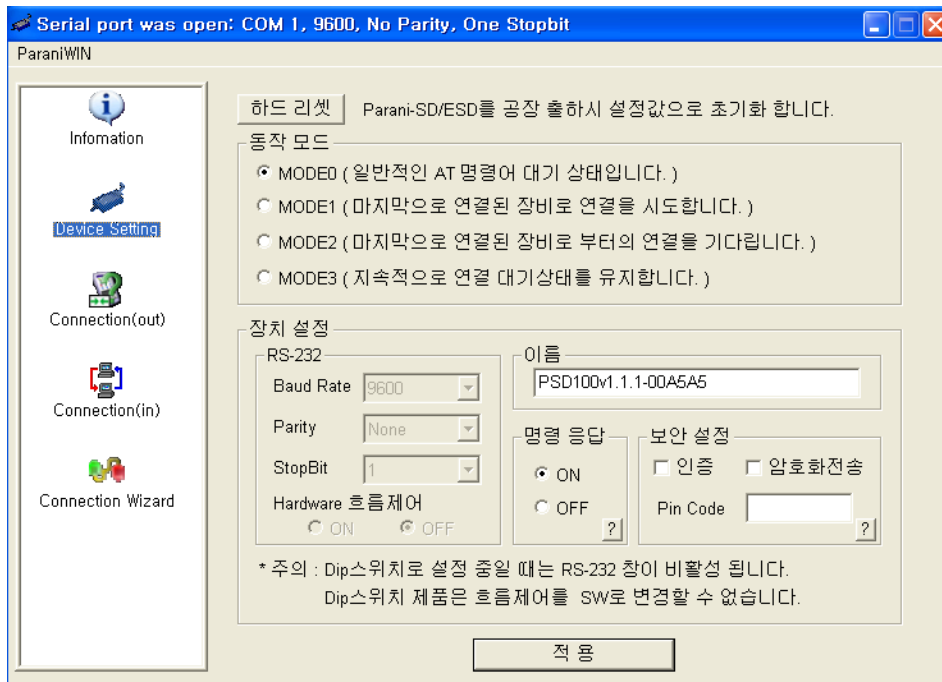 Serial port was open: COM 1, 9600, No Parity, One Stopbit
ParaniWIN
Infomation
Device Setting
Connection(out)
Connection(in)
Connection Wizard
하드 리셋 Parani-SD/ESD를 공장 출하시 설정값으로 초기화 합니다.
동작 모드
MODE0 ( 일반적인 AT 명령어 대기 상태입니다. )
MODE1 ( 마지막으로 연결된 장비로 연결을 시도합니다. )
MODE2 ( 마지막으로 연결된 장비로 부터의 연결을 기다립니다. )
MODE3 ( 지속적으로 연결 대기상태를 유지합니다. )
장치 설정
RS-232
Baud Rate 9600
Parity None
StopBit 1
Hardware 흐름제어
ON OFF
이름
PSD100v1.1.1-00A5A5
명령 응답
ON
OFF
?
보안 설정
인증 암호화전송
Pin Code
?
* 주의 : Dip스위치로 설정 중일 때는 RS-232 창이 비활성 됩니다.
Dip스위치 제품은 흐름제어를 SW로 변경할 수 없습니다.
적 용